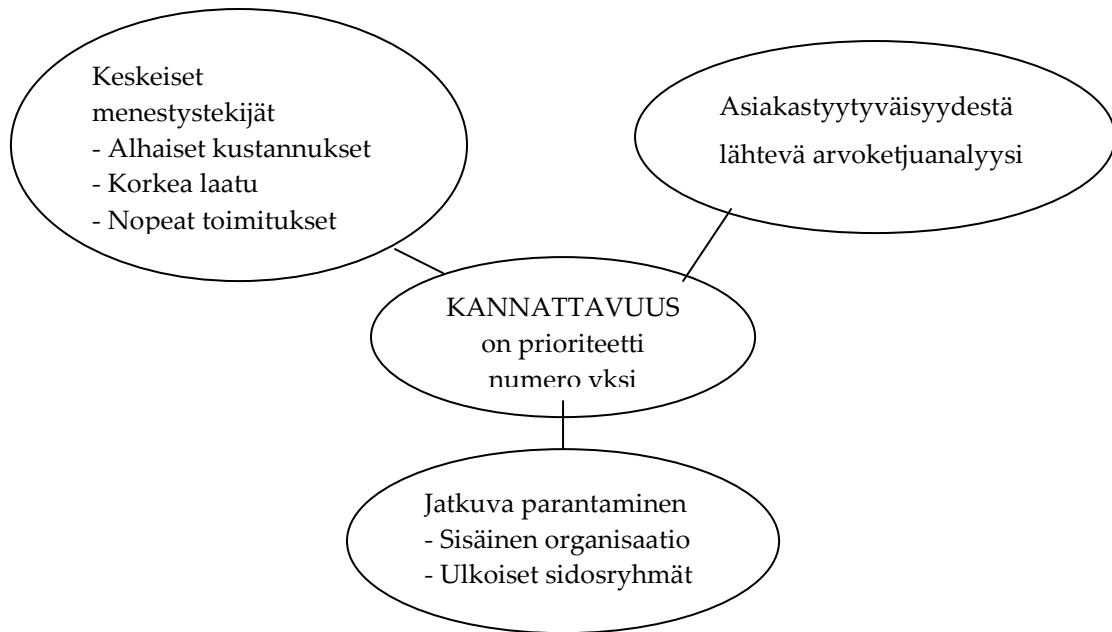 Keskeiset
menestystekijät
- Alhaiset kustannukset
- Korkea laatu
- Nopeat toimitukset
Asiakastyytyväisyydestä
lähtevä arvoketjuanalyysi
KANNATTAVUUS
on prioriteetti
numero yksi
Jatkuva parantaminen
- Sisäinen organisaatio
- Ulkoiset sidosryhmät